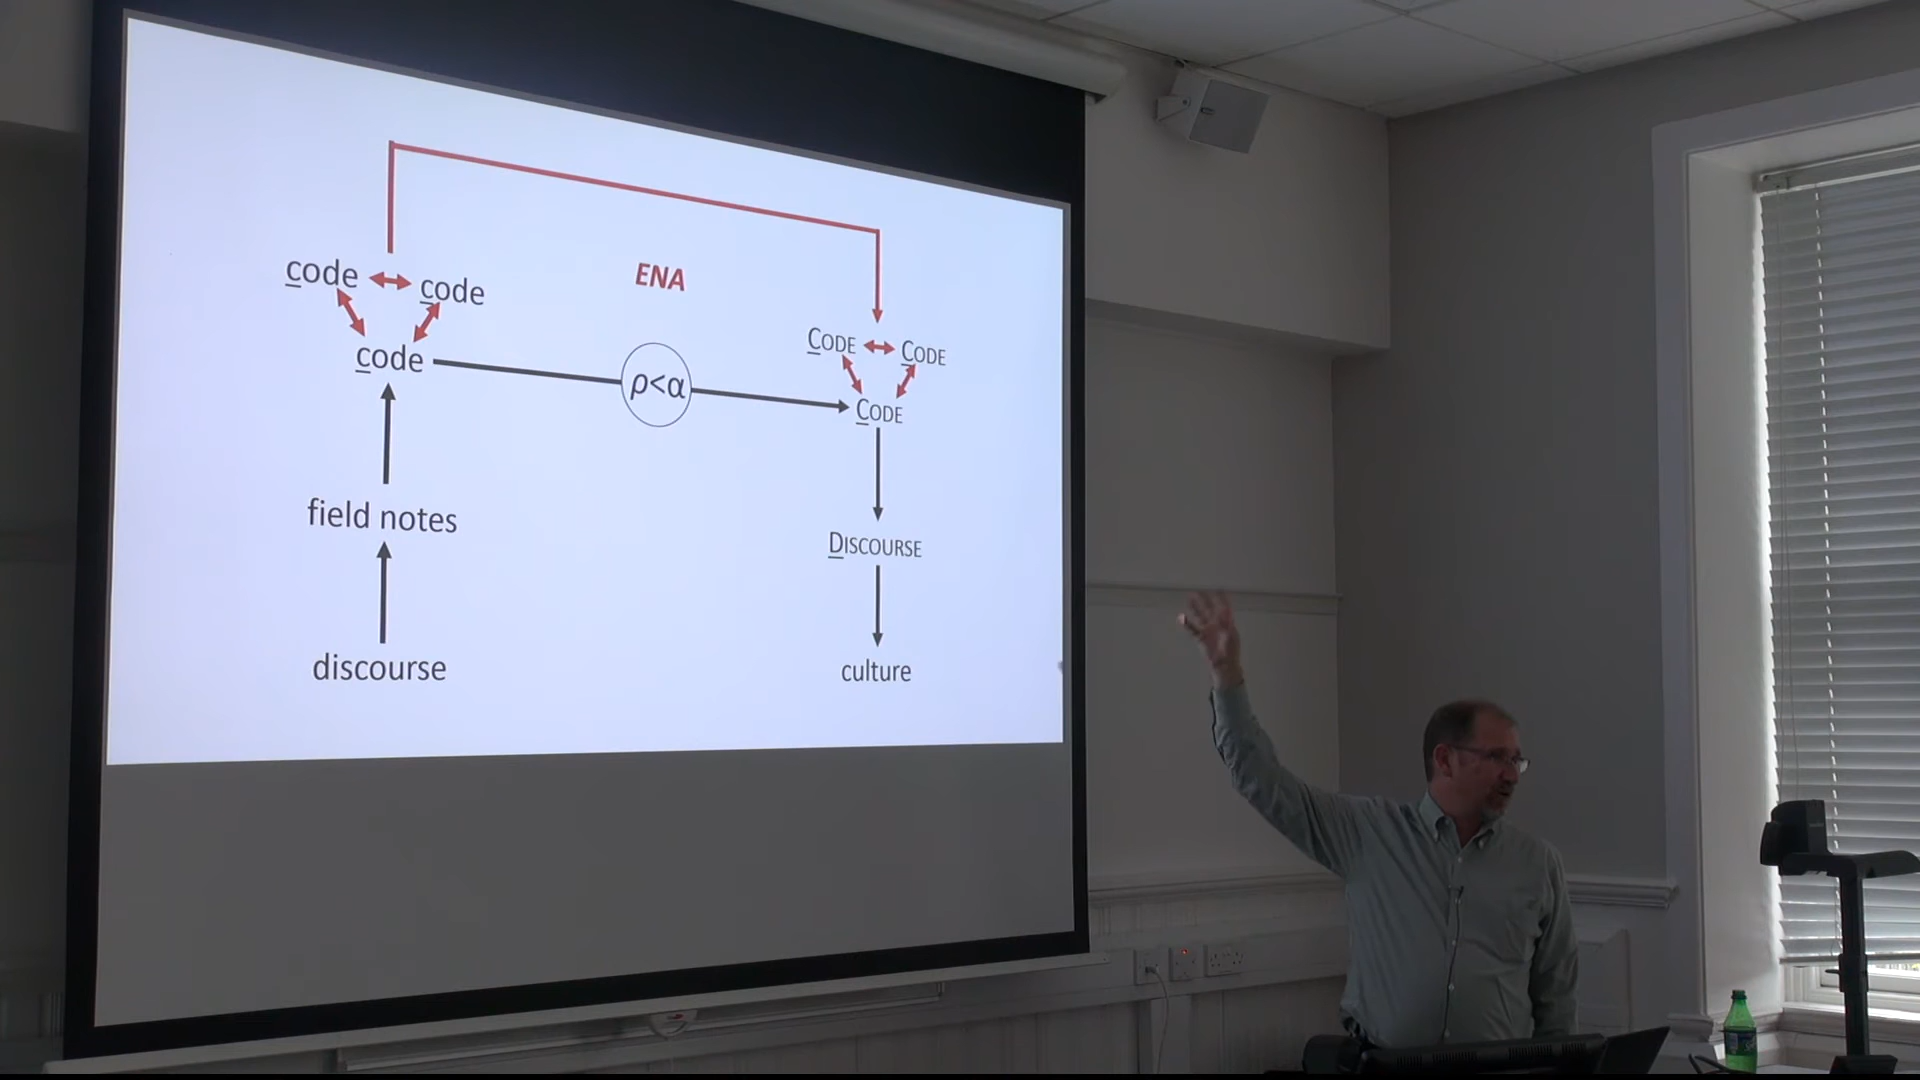 ENA
code code
code
ρ<α
CODE CODE
CODE
field notes
DISCOURSE
discourse
culture